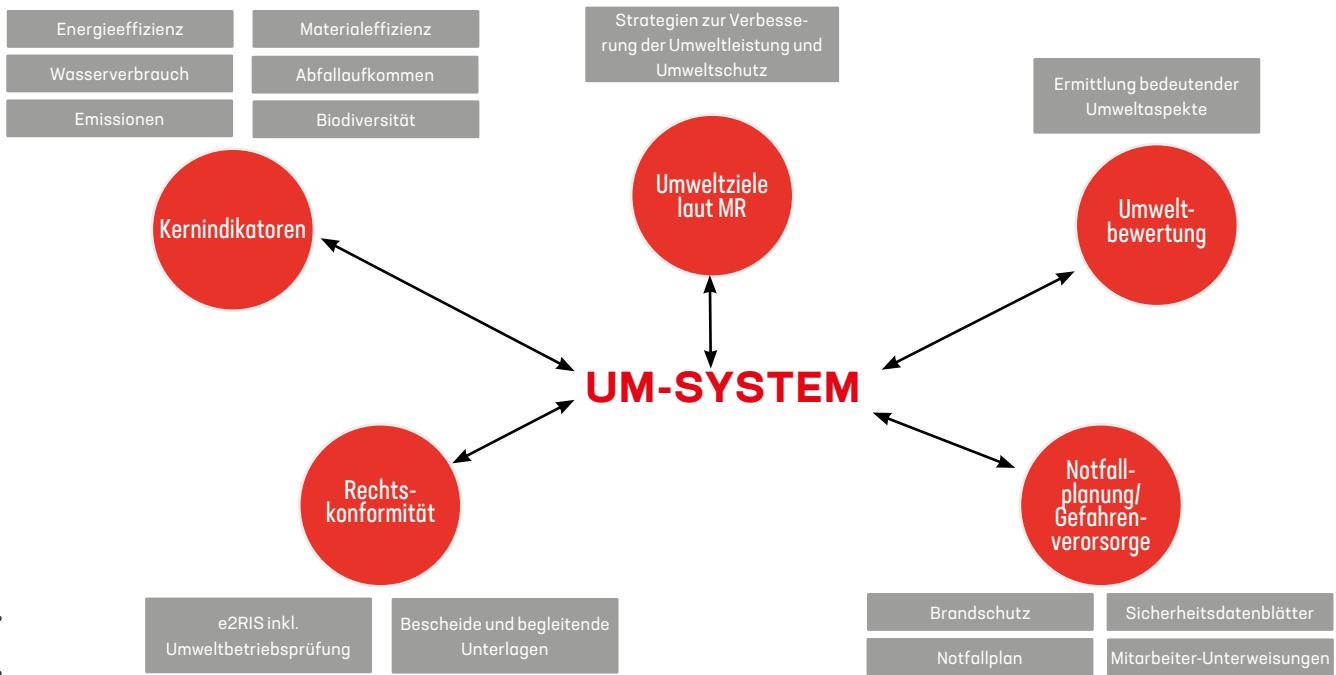 Energieeffizienz
Materialeffizienz
Wasserverbrauch
Abfallaufkommen
Emissionen
Biodiversität
Kernindikatoren
Strategien zur Verbesse-
rung der Umweltleistung und
Umweltschutz
Umweltziele
laut MR
Ermittlung bedeutender
Umweltaspekte
Umwelt-
bewertung
UM-SYSTEM
Rechts-
konformität
e2RIS inkl.
Umweltbetriebsprüfung
Bescheide und begleitende
Unterlagen
Notfall-
planung/
Gefahren-
verorsorge
Brandschutz
Sicherheitsdatenblätter
Notfallplan
Mitarbeiter-Unterweisungen